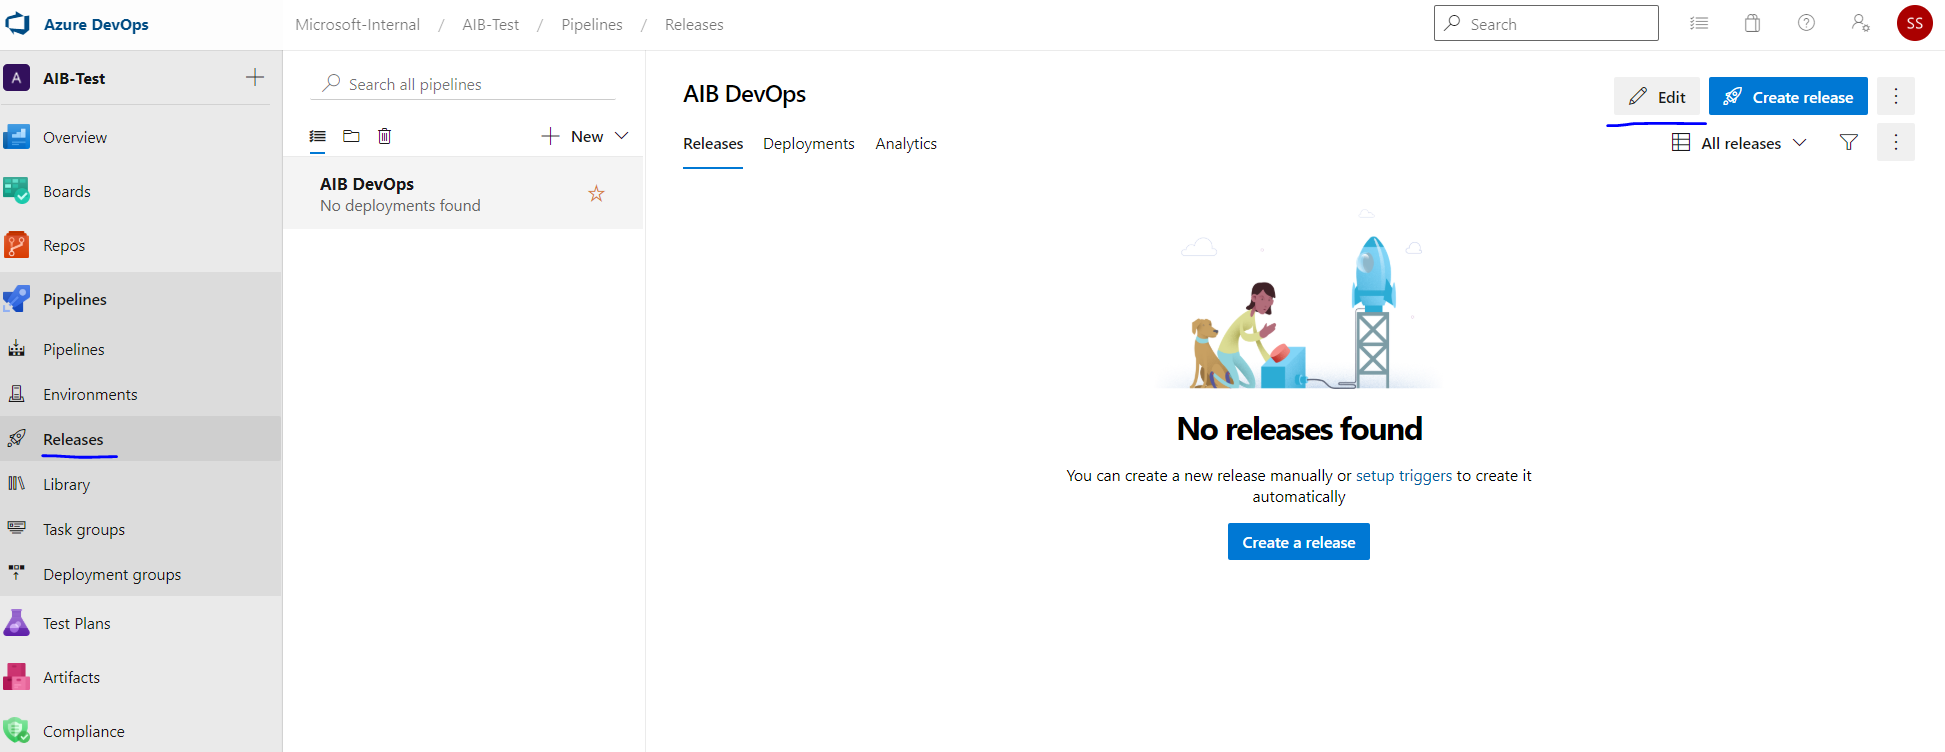 Azure DevOps
Microsoft-Internal / AIB-Test / Pipelines / Releases
Search
SS
A AIB-Test
Overview
Boards
Repos
Pipelines
Pipelines
Environments
Releases
Library
Task groups
Deployment groups
Test Plans
Artifacts
Compliance
Search all pipelines
New
AIB DevOps
No deployments found
AIB DevOps
Edit
Create release
Releases Deployments Analytics
All releases
No releases found
You can create a new release manually or setup triggers to create it
automatically
Create a release